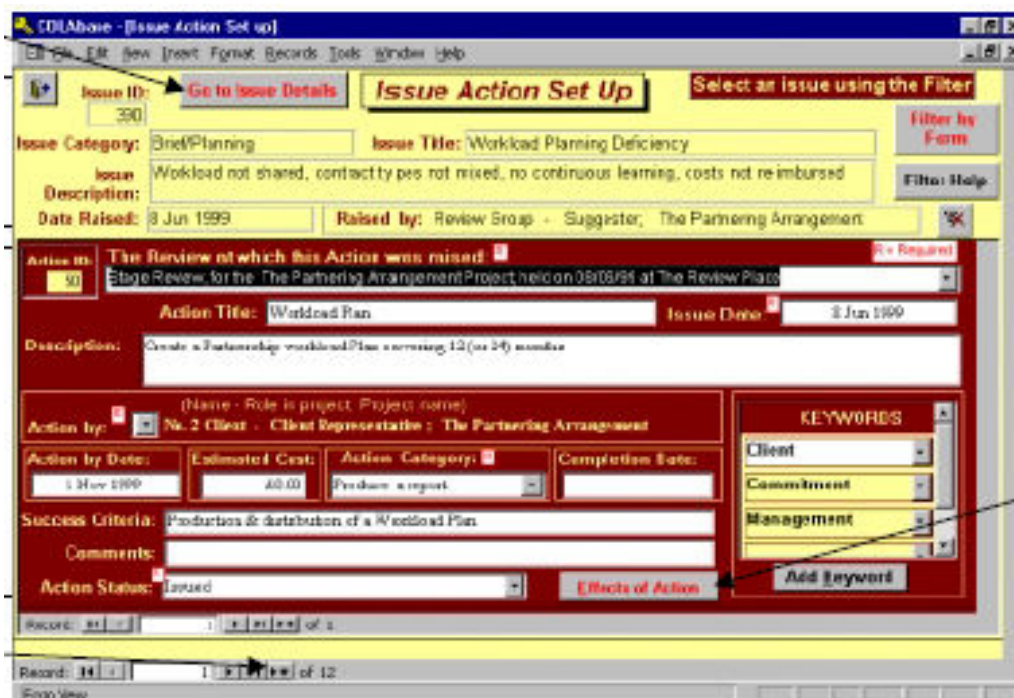 COLAbase - [Issue Action Set up]
File Edit View Insert Format Records Tools Window Help
Issue ID:
390
Go to Issue Details
Issue Action Set Up
Select an issue using the Filter
Filter by Form
Issue Category: Brief/Planning
Issue Title: Workload Planning Deficiency
Issue Description: Workload not shared, contract types not mixed, no continuous learning, costs not reimbursed
Filter Help
Date Raised: 8 Jun 1999
Raised by: Review Group - Suggester; The Partnering Arrangement
Action ID:
90
The Review at which this Action was raised: R
R = Required
Stage Review, for the The Partnering Arrangement Project, held on 08/06/99 at The Review Place
Action Title: Workload Plan
Issue Date: R 8 Jun 1999
Description: Create a Partnership workload Plan covering 12 (or 24) months
(Name - Role in project, Project name)
Action by: R No. 2 Client - Client Representative ; The Partnering Arrangement
KEYWORDS
Client
Commitment
Management
Add Keyword
Action by Date: 1 Nov 1999
Estimated Cost: £0.00
Action Category: R Produce a report
Completion Date:
Success Criteria: Production & distribution of a Workload Plan
Comments:
Action Status: Issued
Effects of Action
Record: 1 of 1
Record: 1 of 12
Form View